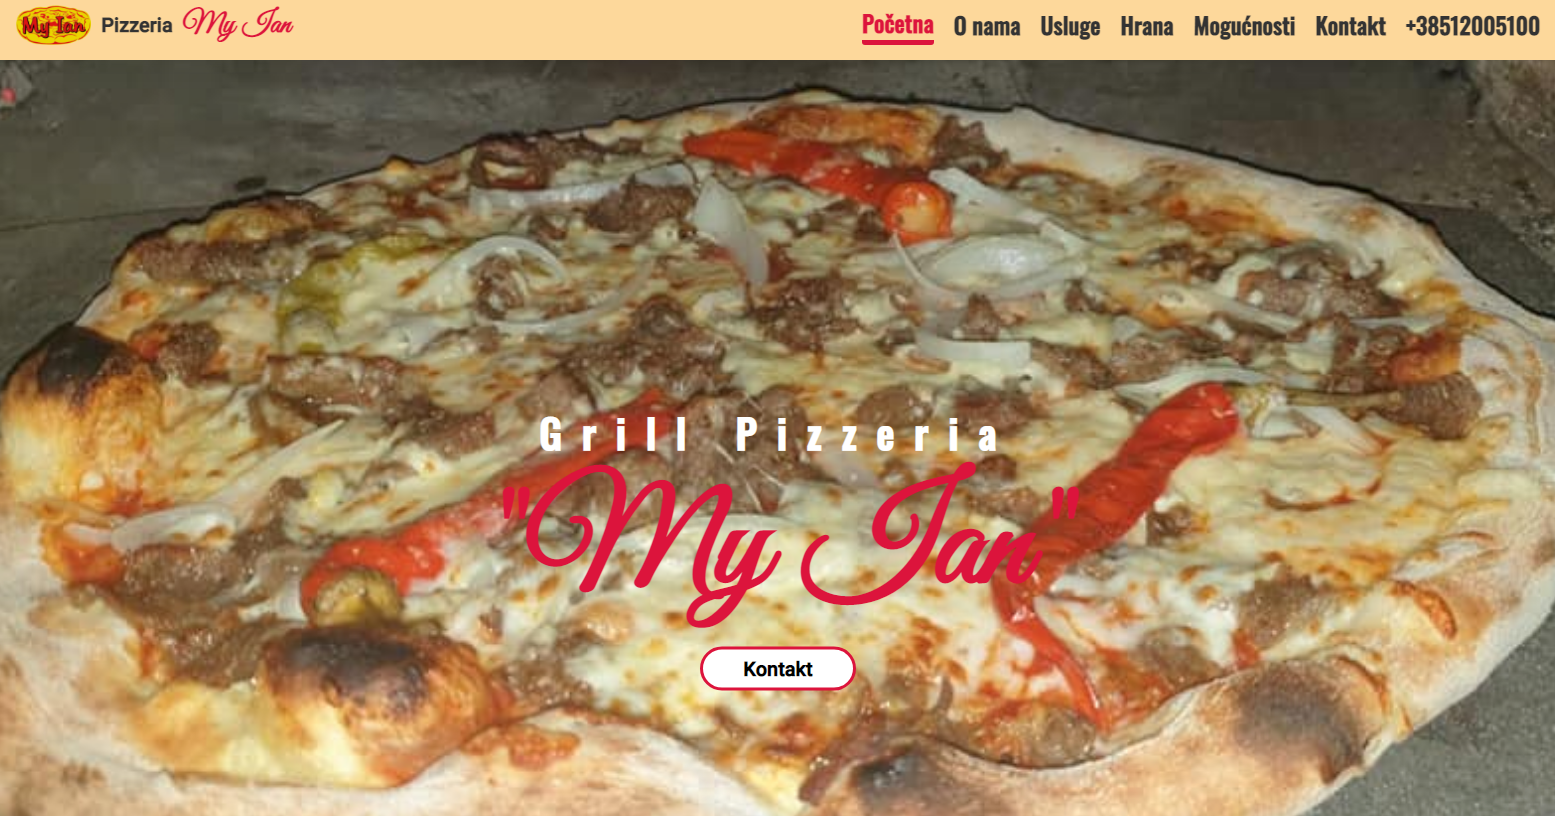 My Ian Pizzeria My Ian
Početna O nama Usluge Hrana Mogućnosti Kontakt +38512005100
Grill Pizzeria
"My Ian"
Kontakt